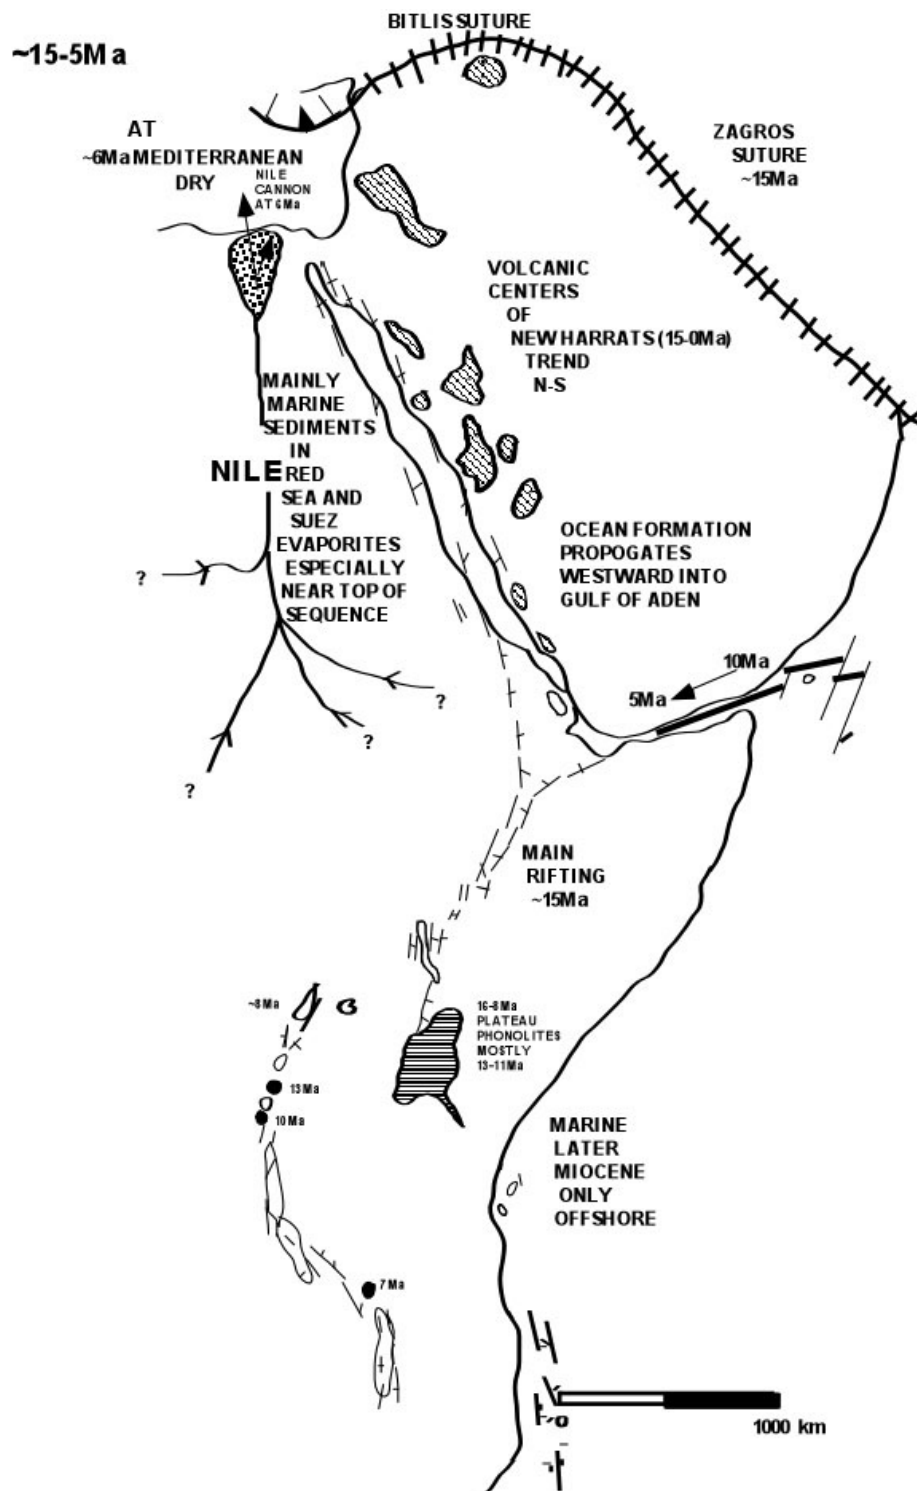 BITLIS SUTURE
~15-5Ma
AT
~6Ma MEDITERRANEAN
DRY
NILE
CANNON
AT 6Ma
ZAGROS
SUTURE
~15Ma
VOLCANIC
CENTERS
OF
NEW HARRATS (15-0Ma)
TREND
N-S
MAINLY
MARINE
SEDIMENTS
IN
RED
SEA AND
SUEZ
EVAPORITES
ESPECIALLY
NEAR TOP OF
SEQUENCE
NILE
OCEAN FORMATION
PROPOGATES
WESTWARD INTO
GULF OF ADEN
?
?
?
?
10Ma
5Ma
MAIN
RIFTING
~15Ma
~8Ma
16-8Ma
PLATEAU
PHONOLITES
MOSTLY
13-11Ma
13Ma
10Ma
MARINE
LATER
MIOCENE
ONLY
OFFSHORE
7Ma
1000 km